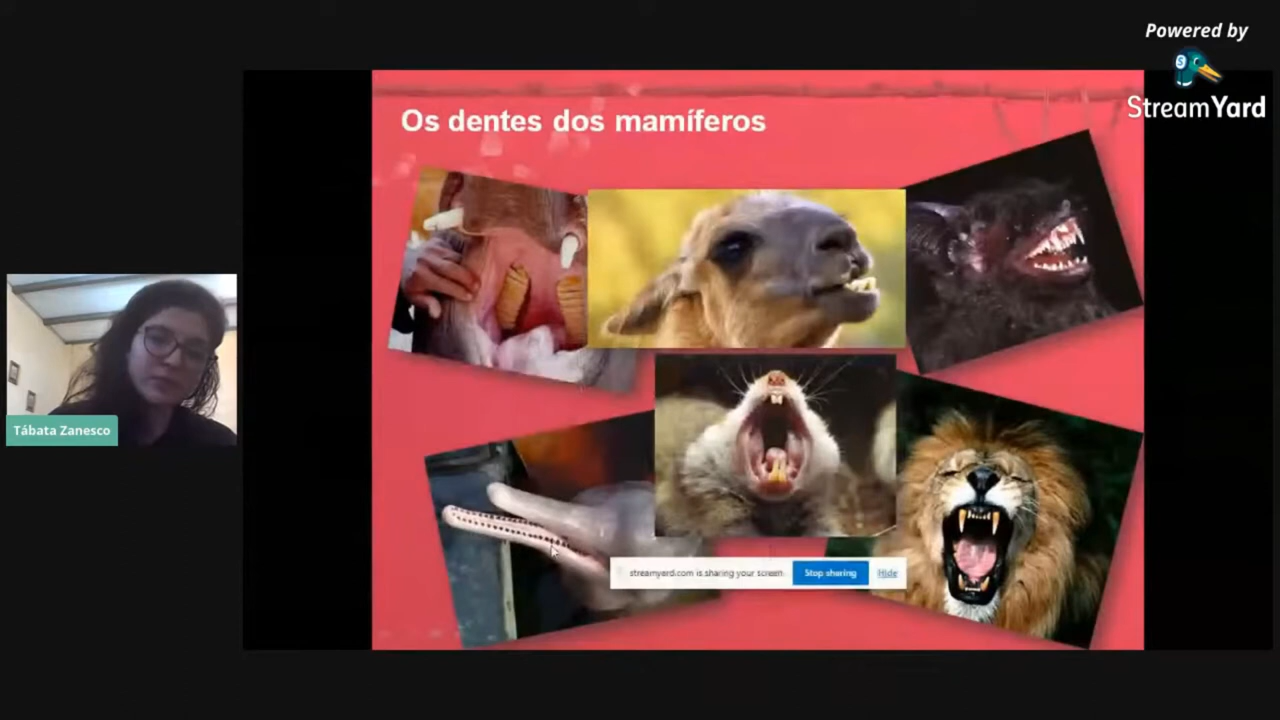 Powered by
StreamYard
Os dentes dos mamíferos
Tábata Zanesco
streamyard.com is sharing your screen.
Stop sharing
Hide